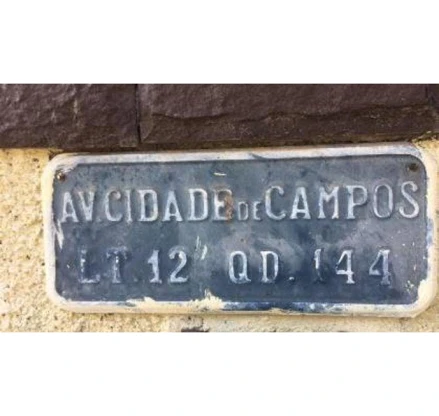 AV. CIDADE DE CAMPOS
LT. 12 QD. 144